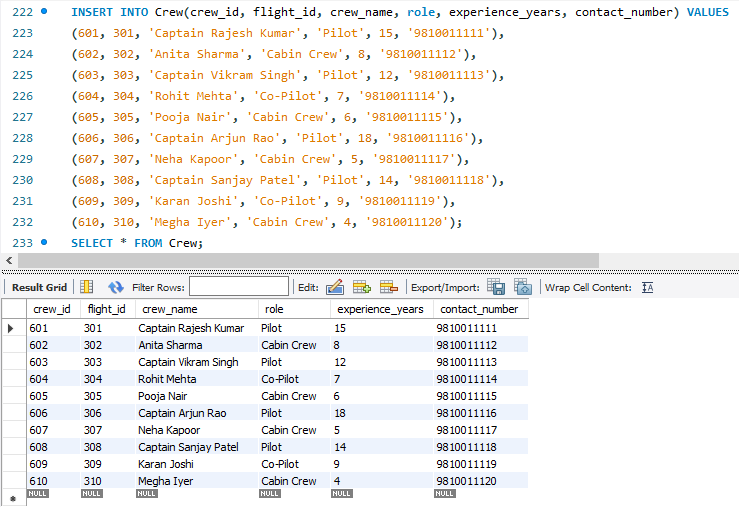 222 INSERT INTO Crew(crew_id, flight_id, crew_name, role, experience_years, contact_number) VALUES
223 (601, 301, 'Captain Rajesh Kumar', 'Pilot', 15, '9810011111'),
224 (602, 302, 'Anita Sharma', 'Cabin Crew', 8, '9810011112'),
225 (603, 303, 'Captain Vikram Singh', 'Pilot', 12, '9810011113'),
226 (604, 304, 'Rohit Mehta', 'Co-Pilot', 7, '9810011114'),
227 (605, 305, 'Pooja Nair', 'Cabin Crew', 6, '9810011115'),
228 (606, 306, 'Captain Arjun Rao', 'Pilot', 18, '9810011116'),
229 (607, 307, 'Neha Kapoor', 'Cabin Crew', 5, '9810011117'),
230 (608, 308, 'Captain Sanjay Patel', 'Pilot', 14, '9810011118'),
231 (609, 309, 'Karan Joshi', 'Co-Pilot', 9, '9810011119'),
232 (610, 310, 'Megha Iyer', 'Cabin Crew', 4, '9810011120');
233 SELECT * FROM Crew;
Result Grid Filter Rows: Edit: Export/Import: Wrap Cell Content:
crew_id flight_id crew_name role experience_years contact_number
601 301 Captain Rajesh Kumar Pilot 15 9810011111
602 302 Anita Sharma Cabin Crew 8 9810011112
603 303 Captain Vikram Singh Pilot 12 9810011113
604 304 Rohit Mehta Co-Pilot 7 9810011114
605 305 Pooja Nair Cabin Crew 6 9810011115
606 306 Captain Arjun Rao Pilot 18 9810011116
607 307 Neha Kapoor Cabin Crew 5 9810011117
608 308 Captain Sanjay Patel Pilot 14 9810011118
609 309 Karan Joshi Co-Pilot 9 9810011119
610 310 Megha Iyer Cabin Crew 4 9810011120
NULL NULL NULL NULL NULL NULL